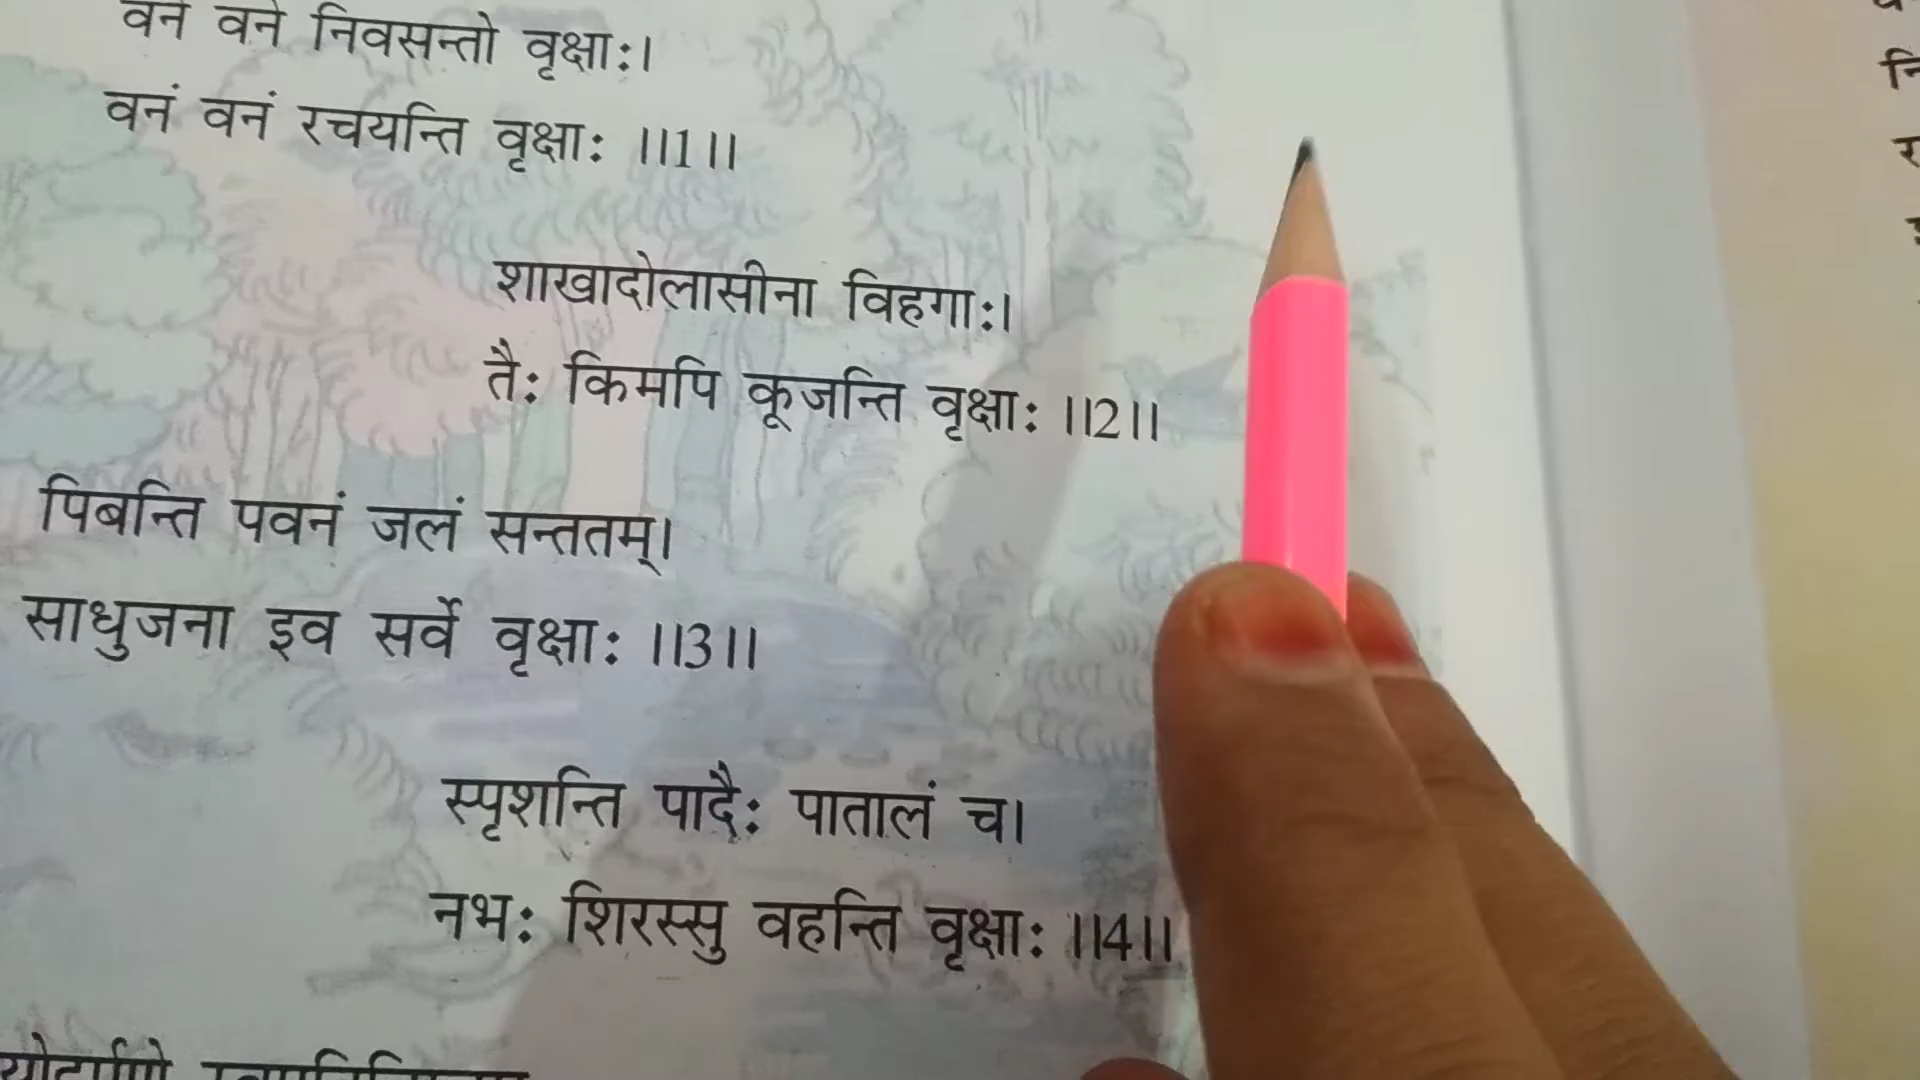 वने वने निवसन्तो वृक्षाः।
वनं वनं रचयन्ति वृक्षाः ।।1।।
शाखादोलासीना विहगाः।
तैः किमपि कूजन्ति वृक्षाः ।।2।।
पिबन्ति पवनं जलं सन्ततम्।
साधुजना इव सर्वे वृक्षाः ।।3।।
स्पृशन्ति पादैः पातालं च।
नभः शिरस्सु वहन्ति वृक्षाः ।।4।।